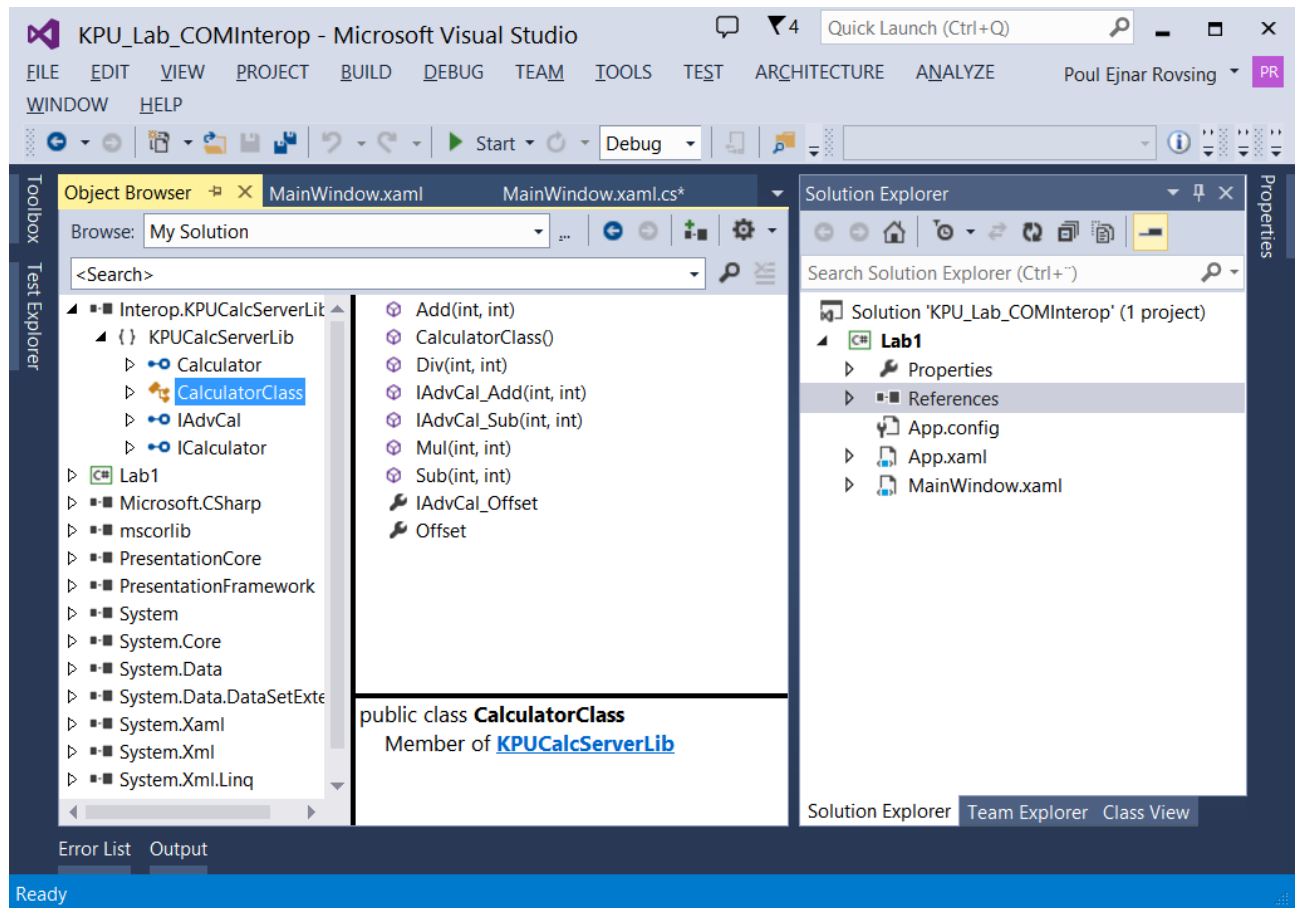 KPU_Lab_COMInterop - Microsoft Visual Studio
4
Quick Launch (Ctrl+Q)
FILE EDIT VIEW PROJECT BUILD DEBUG TEAM TOOLS TEST ARCHITECTURE ANALYZE Poul Ejnar Rovsing PR
WINDOW HELP
Start Debug
Toolbox
Test Explorer
Object Browser MainWindow.xaml MainWindow.xaml.cs*
Browse: My Solution ...
<Search>
Interop.KPUCalcServerLib
{ } KPUCalcServerLib
Calculator
CalculatorClass
IAdvCal
ICalculator
C# Lab1
Microsoft.CSharp
mscorlib
PresentationCore
PresentationFramework
System
System.Core
System.Data
System.Data.DataSetExte
System.Xaml
System.Xml
System.Xml.Linq
Add(int, int)
CalculatorClass()
Div(int, int)
IAdvCal_Add(int, int)
IAdvCal_Sub(int, int)
Mul(int, int)
Sub(int, int)
IAdvCal_Offset
Offset
public class CalculatorClass
Member of KPUCalcServerLib
Solution Explorer
Search Solution Explorer (Ctrl+¨)
Solution 'KPU_Lab_COMInterop' (1 project)
C# Lab1
Properties
References
App.config
App.xaml
MainWindow.xaml
Solution Explorer Team Explorer Class View
Properties
Error List Output
Ready